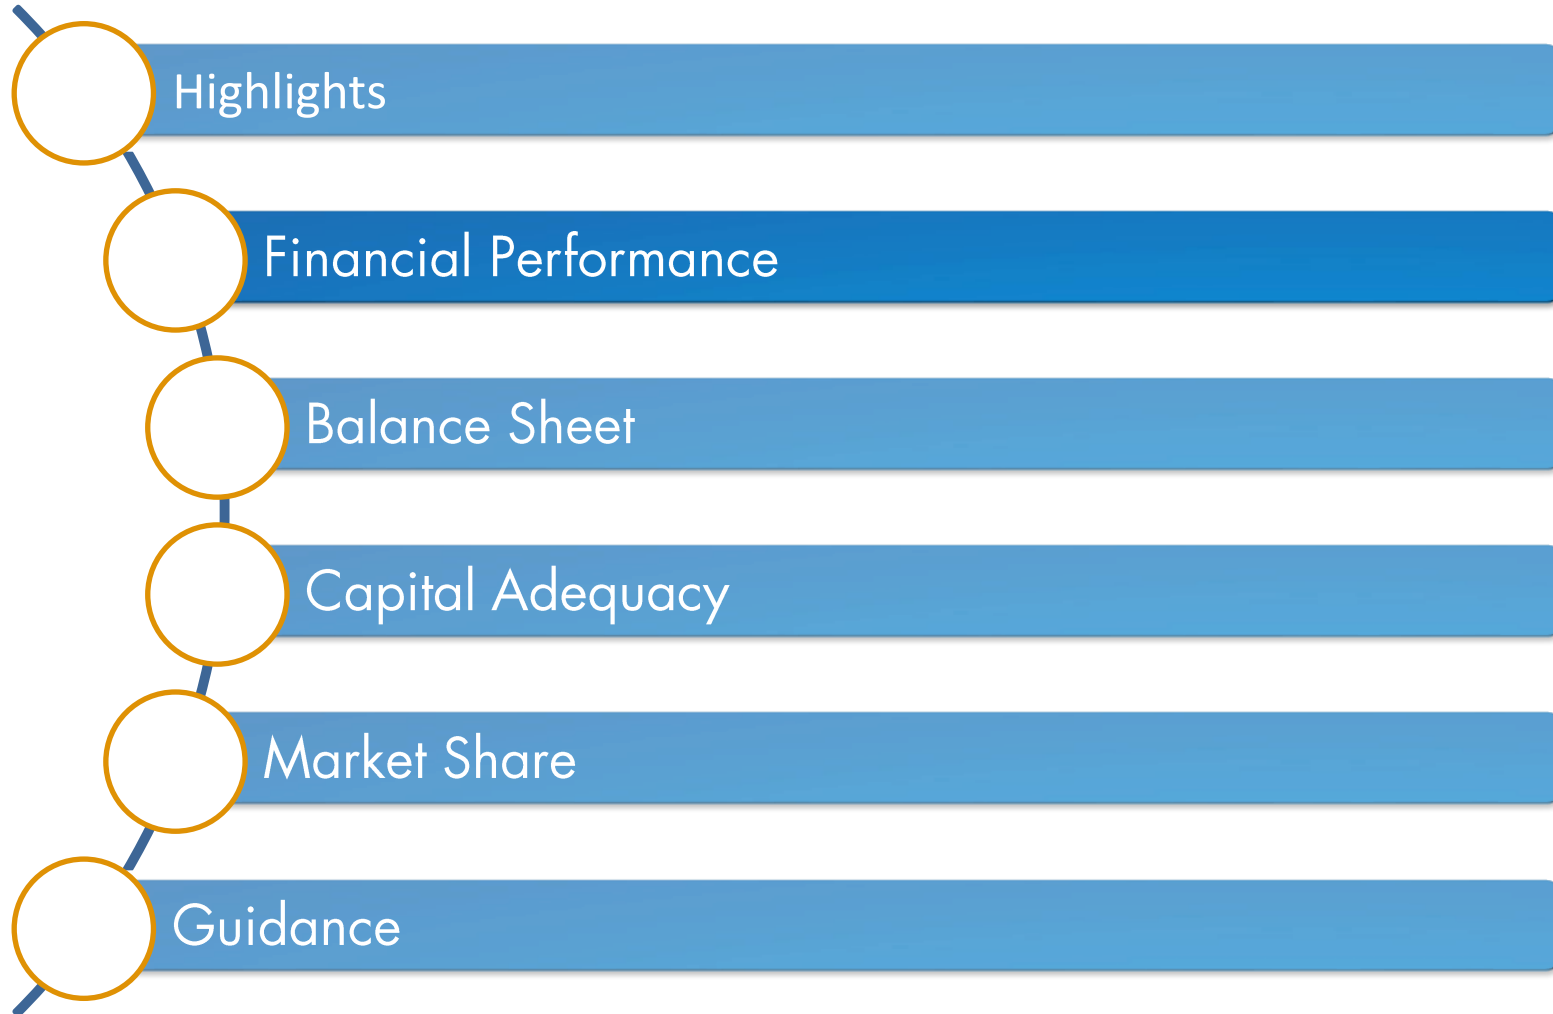 Highlights
Financial Performance
Balance Sheet
Capital Adequacy
Market Share
Guidance